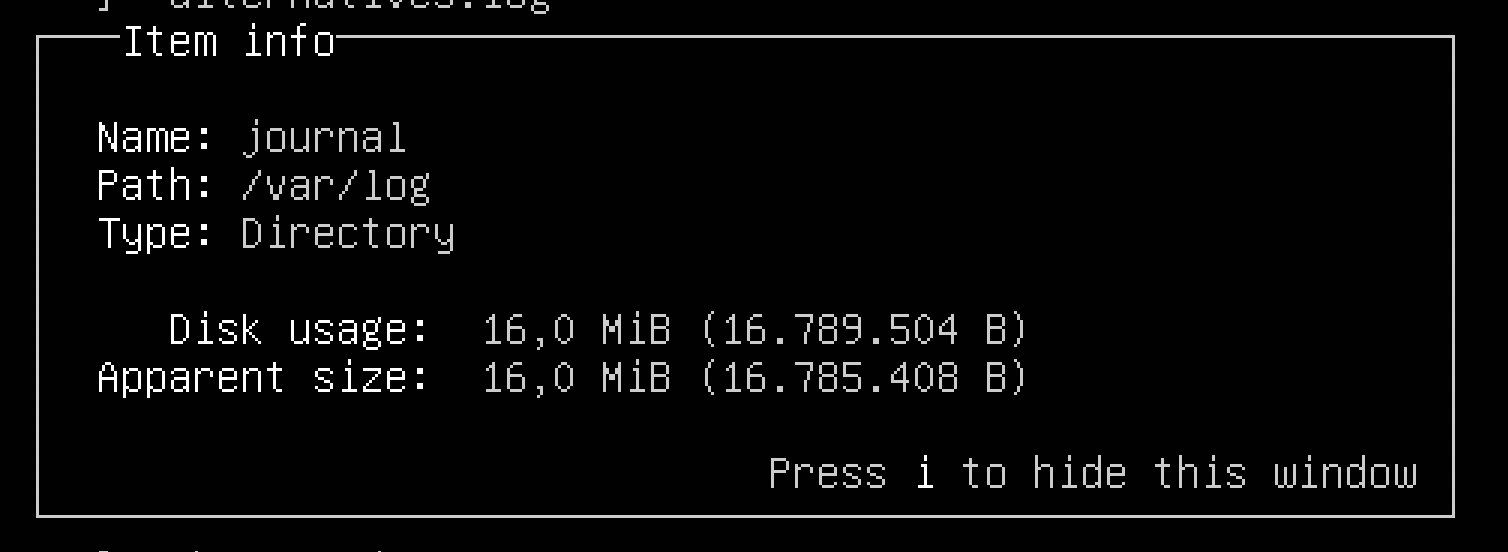 alternatives.log
Item info
Name: journal
Path: /var/log
Type: Directory
Disk usage: 16,0 MiB (16.789.504 B)
Apparent size: 16,0 MiB (16.785.408 B)
Press i to hide this window